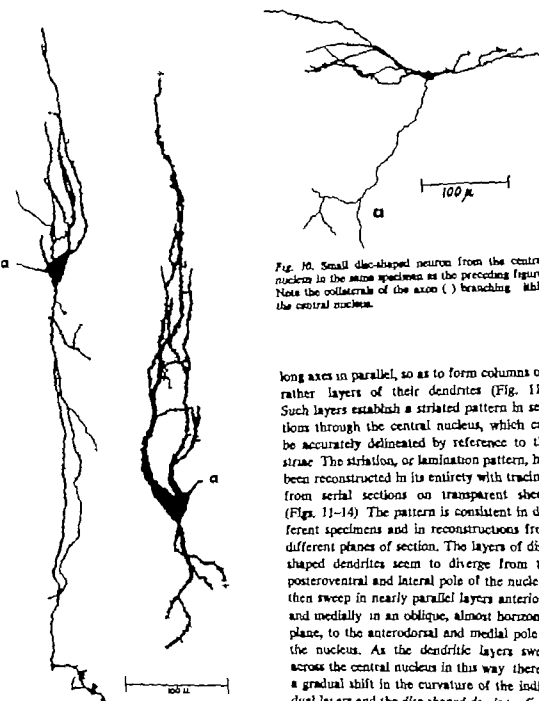 a
a
100 µ
100 µ
a
Fig. 10. Small disc-shaped neuron from the centr
nucleus in the same specimen as the preceding figur
Note the collaterals of the axon ( ) branching ithi
the central nucleus.
long axes in parallel, so as to form columns o
rather layers of their dendrites (Fig. 11
Such layers establish a striated pattern in se
tions through the central nucleus, which c
be accurately delineated by reference to th
striae The striation, or lamination pattern, h
been reconstructed in its entirety with tracin
from serial sections on transparent shee
(Figs. 11–14) The pattern is consistent in d
ferent specimens and in reconstructions fro
different planes of section. The layers of dis
shaped dendrites seem to diverge from t
posteroventral and lateral pole of the nucle
then sweep in nearly parallel layers anterio
and medially in an oblique, almost horizon
plane, to the anterodorsal and medial pole
the nucleus. As the dendritic layers swe
across the central nucleus in this way there
a gradual shift in the curvature of the indi
dual layers and the disc-shaped